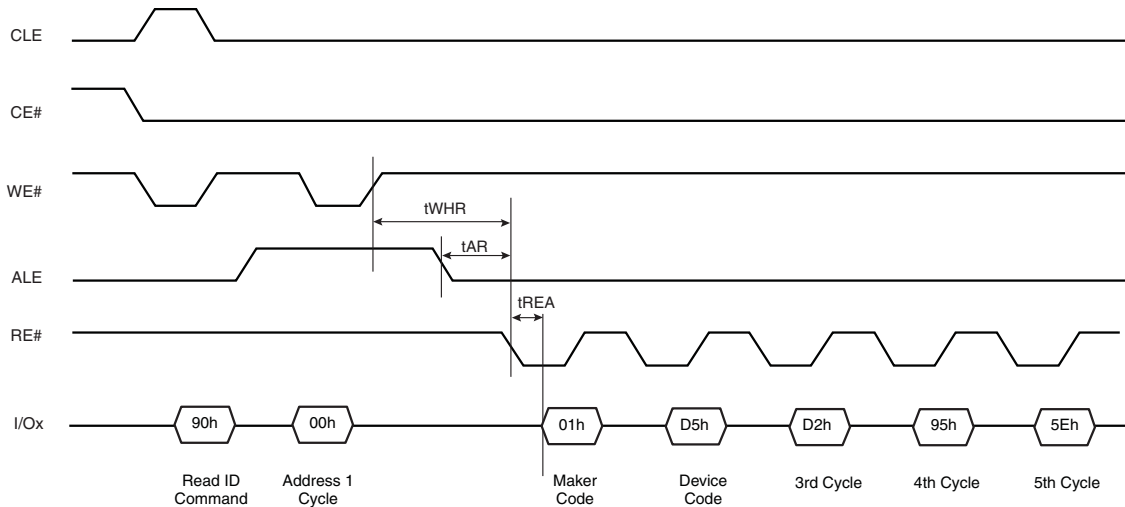 CLE
CE#
WE#
tWHR
tAR
ALE
tREA
RE#
I/Ox
90h
00h
01h
D5h
D2h
95h
5Eh
Read ID
Command
Address 1
Cycle
Maker
Code
Device
Code
3rd Cycle
4th Cycle
5th Cycle